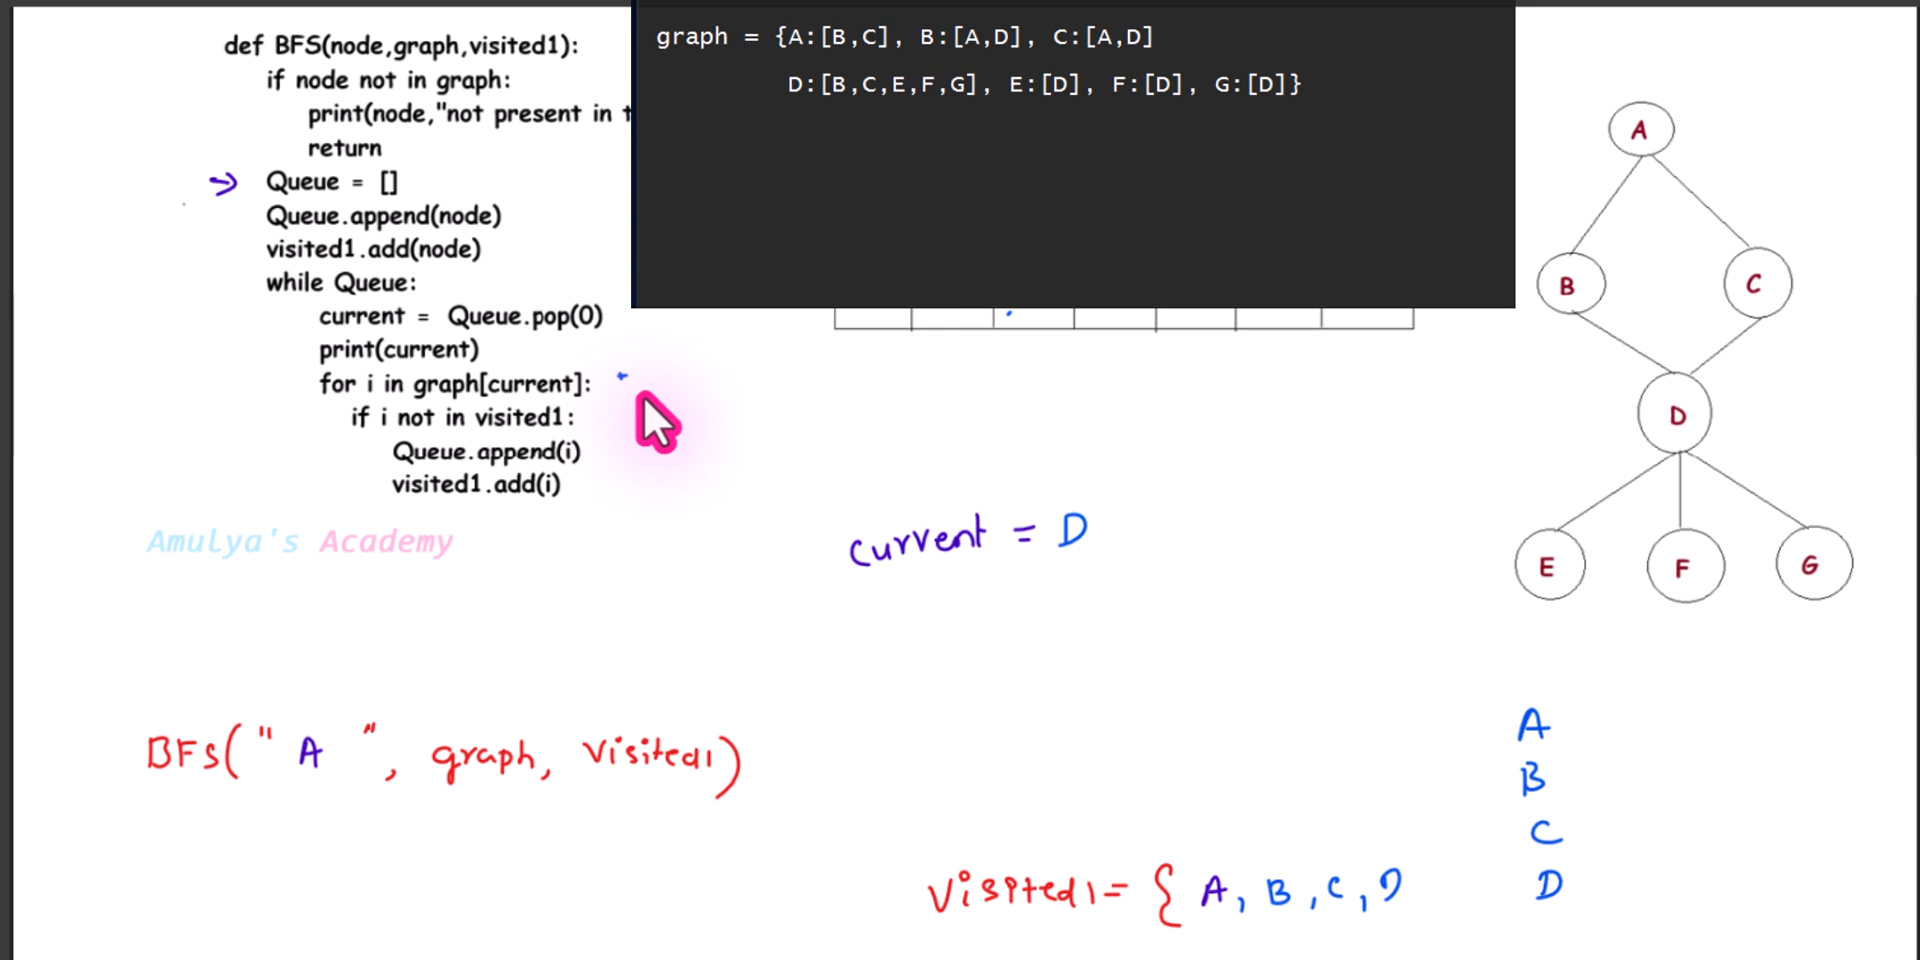 def BFS(node,graph,visited1):
if node not in graph:
print(node,"not present in
return
Queue = []
Queue.append(node)
visited1.add(node)
while Queue:
current = Queue.pop(0)
print(current)
for i in graph[current]:
if i not in visited1:
Queue.append(i)
visited1.add(i)
Amulya's Academy
graph = {A:[B,C], B:[A,D], C:[A,D]
D:[B,C,E,F,G], E:[D], F:[D], G:[D]}
A
B C
D
E F G
current = D
BFS("A", graph, visited1)
A
B
C
D
visited1= { A, B, C, D